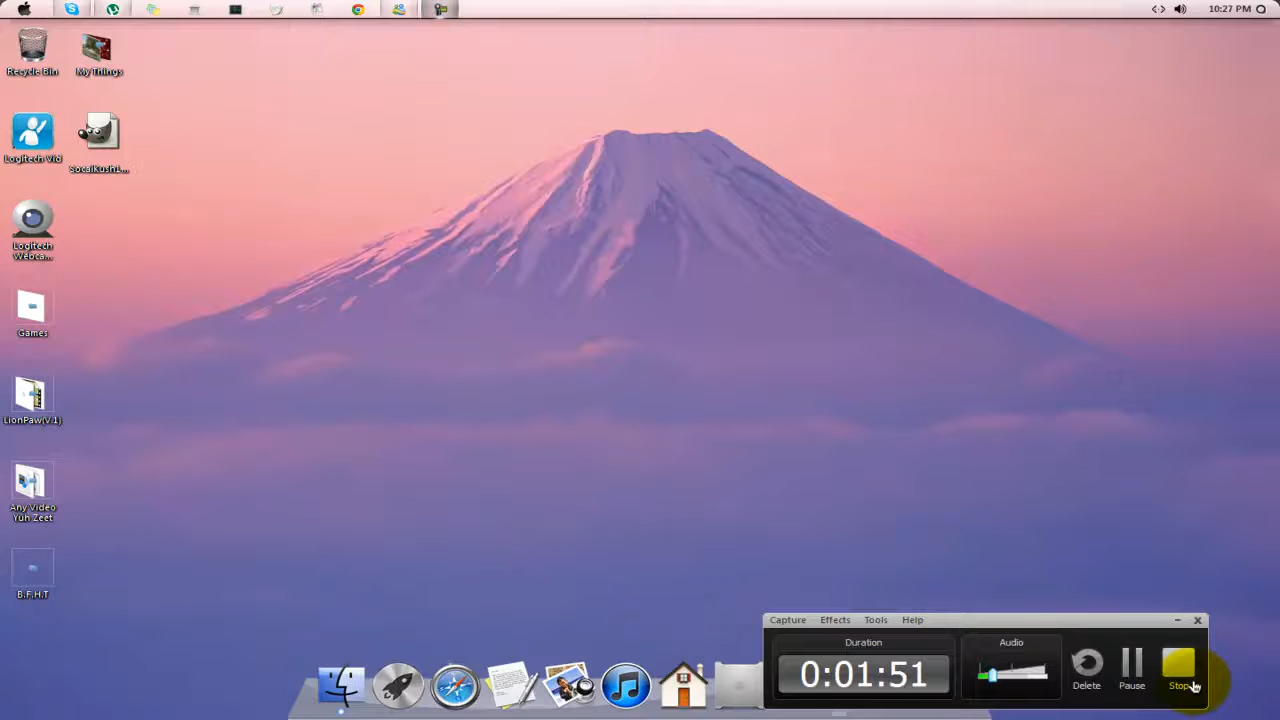 10:27 PM
Recycle Bin
My Things
Logitech Vid
SocalKush1...
Logitech
Webca...
Games
LionPaw(v.1)
Any Video
Yuh Zeet
B.F.H.T
Capture Effects Tools Help
Duration
Audio
0:01:51
Delete
Pause
Stop